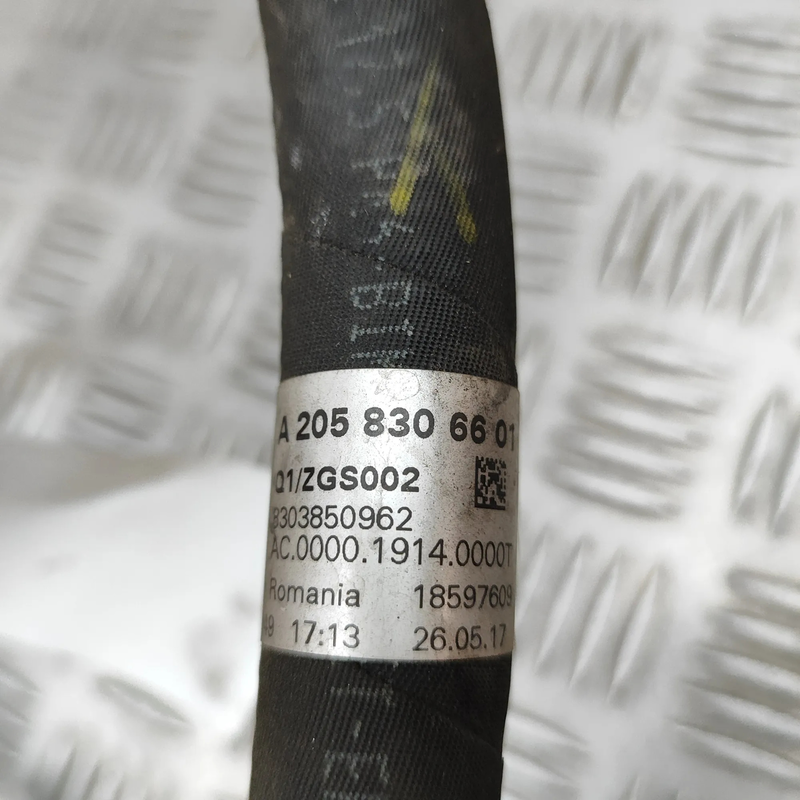 A 205 830 66 01
Q1/ZGS002
8303850962
AC.0000.1914.0000T
Romania 18597609
17:13 26.05.17